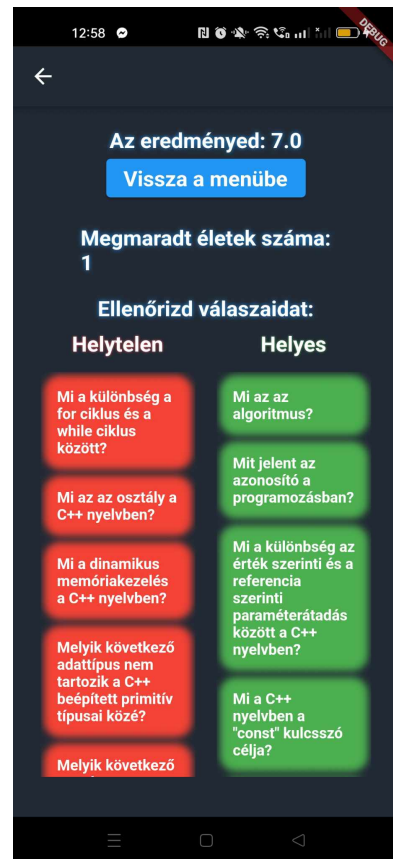 12:58
DEBUG
Az eredményed: 7.0
Vissza a menübe
Megmaradt életek száma:
1
Ellenőrizd válaszaidat:
Helytelen
Mi a különbség a
for ciklus és a
while ciklus
között?
Mi az az osztály a
C++ nyelvben?
Mi a dinamikus
memóriakezelés
a C++ nyelvben?
Melyik következő
adattípus nem
tartozik a C++
beépített primitív
típusai közé?
Melyik következő
Helyes
Mi az az
algoritmus?
Mit jelent az
azonosító a
programozásban?
Mi a különbség az
érték szerinti és a
referencia
szerinti
paraméterátadás
között a C++
nyelvben?
Mi a C++
nyelvben a
"const" kulcsszó
célja?